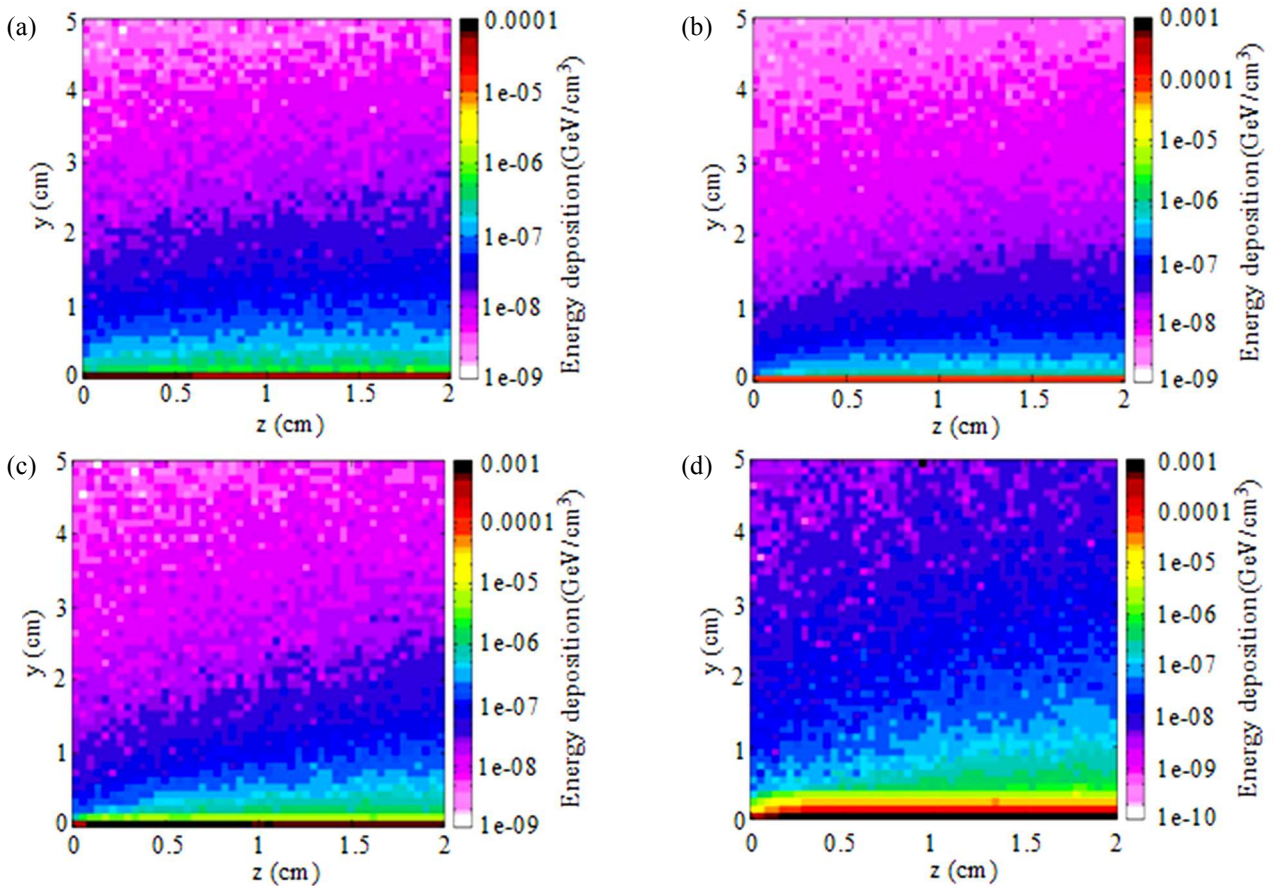 (a)
5
4
3
2
1
0
y (cm)
0 0.5 1 1.5 2
z (cm)
0.0001
1e-05
1e-06
1e-07
1e-08
1e-09
Energy deposition(GeV/cm³)
(b)
5
4
3
2
1
0
y (cm)
0 0.5 1 1.5 2
z (cm)
0.001
0.0001
1e-05
1e-06
1e-07
1e-08
1e-09
Energy deposition(GeV/cm³)
(c)
5
4
3
2
1
0
y (cm)
0 0.5 1 1.5 2
z (cm)
0.001
0.0001
1e-05
1e-06
1e-07
1e-08
1e-09
Energy deposition(GeV/cm³)
(d)
5
4
3
2
1
0
y (cm)
0 0.5 1 1.5 2
z (cm)
0.001
0.0001
1e-05
1e-06
1e-07
1e-08
1e-09
1e-10
Energy deposition(GeV/cm³)